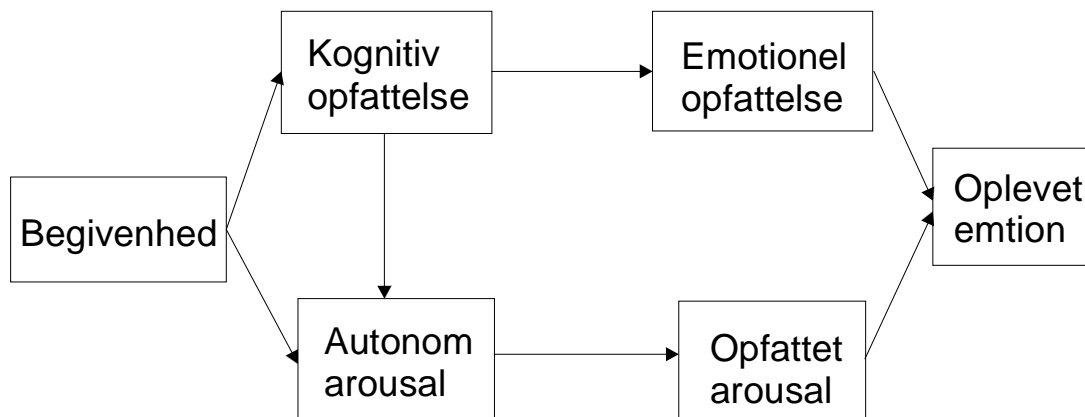 Kognitiv
opfattelse
Emotionel
opfattelse
Begivenhed
Oplevet
emtion
Autonom
arousal
Opfattet
arousal